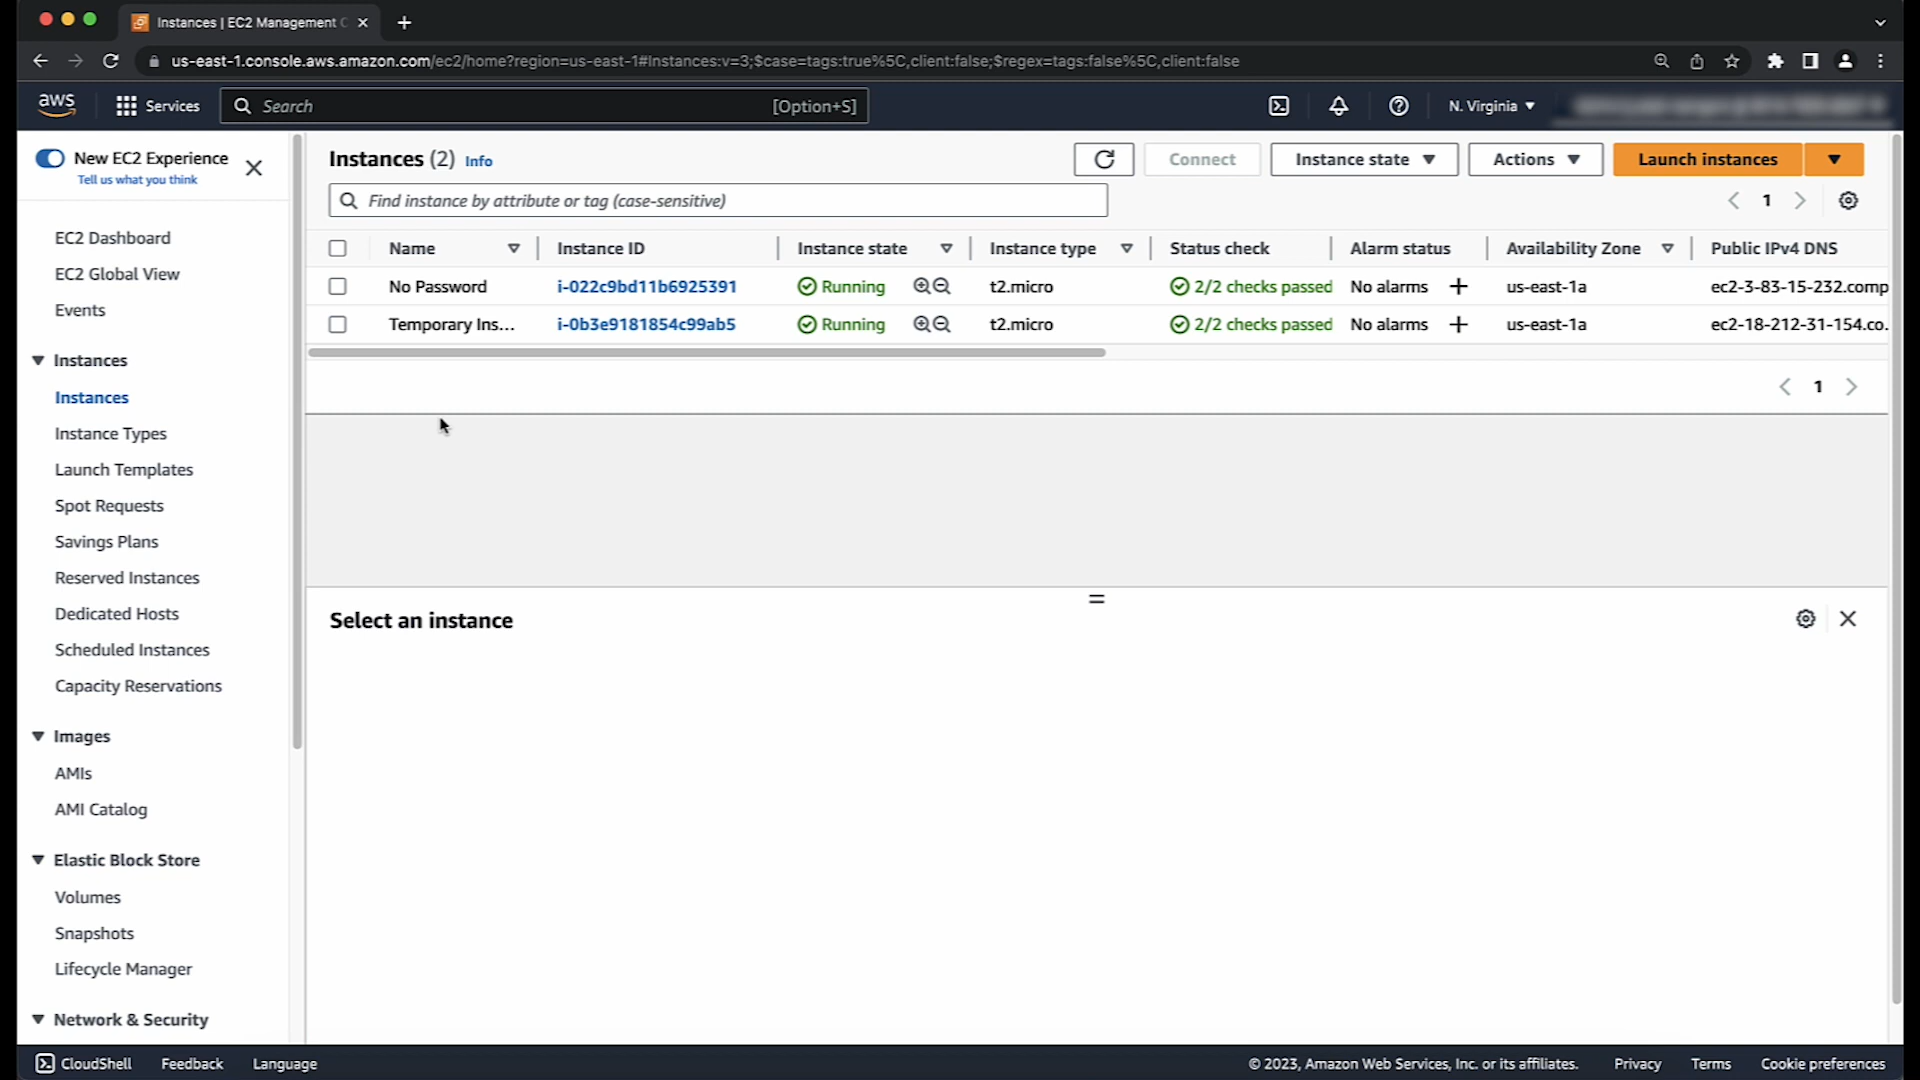 Instances | EC2 Management C
us-east-1.console.aws.amazon.com/ec2/home?region=us-east-1#Instances:v=3;$case=tags:true%5C,client:false;$regex=tags:false%5C,client:false
aws
Services
Search
[Option+S]
N. Virginia
New EC2 Experience
Tell us what you think
EC2 Dashboard
EC2 Global View
Events
Instances
Instances
Instance Types
Launch Templates
Spot Requests
Savings Plans
Reserved Instances
Dedicated Hosts
Scheduled Instances
Capacity Reservations
Images
AMIs
AMI Catalog
Elastic Block Store
Volumes
Snapshots
Lifecycle Manager
Network & Security
Instances (2) Info
Connect
Instance state
Actions
Launch instances
Find instance by attribute or tag (case-sensitive)
1
Name Instance ID Instance state Instance type Status check Alarm status Availability Zone Public IPv4 DNS
No Password i-022c9bd11b6925391 Running t2.micro 2/2 checks passed No alarms + us-east-1a ec2-3-83-15-232.comp
Temporary Ins... i-0b3e9181854c99ab5 Running t2.micro 2/2 checks passed No alarms + us-east-1a ec2-18-212-31-154.co.
1
Select an instance
CloudShell Feedback Language
© 2023, Amazon Web Services, Inc. or its affiliates. Privacy Terms Cookie preferences